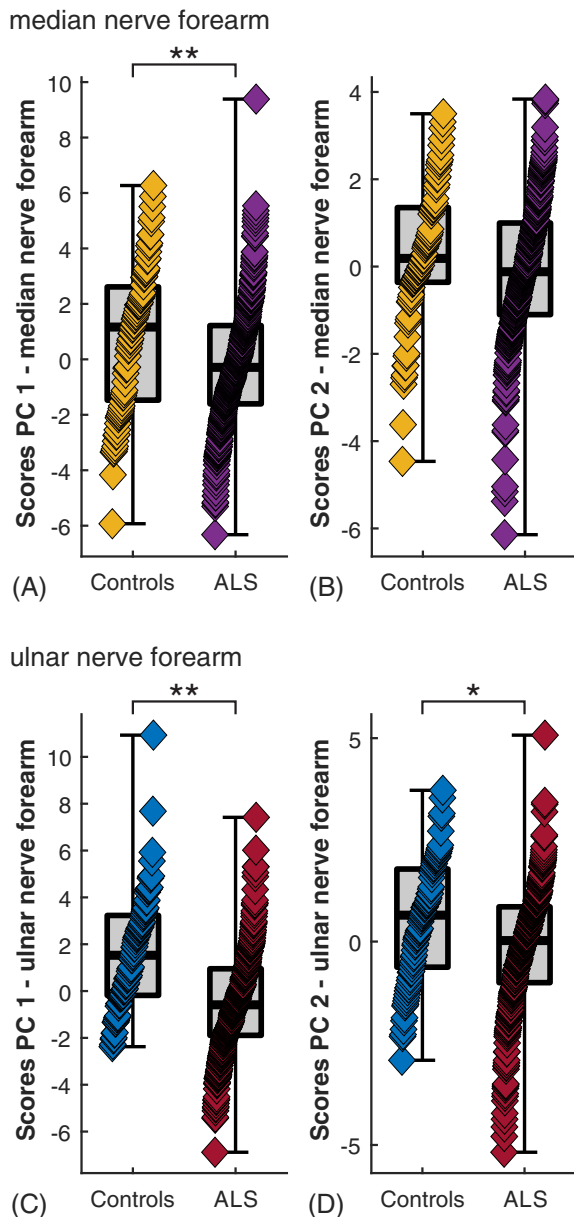 median nerve forearm
**
Scores PC 1 - median nerve forearm
10
8
6
4
2
0
-2
-4
-6
Controls
ALS
(A)
Scores PC 2 - median nerve forearm
4
2
0
-2
-4
-6
Controls
ALS
(B)
ulnar nerve forearm
**
Scores PC 1 - ulnar nerve forearm
10
8
6
4
2
0
-2
-4
-6
Controls
ALS
(C)
*
Scores PC 2 - ulnar nerve forearm
5
0
-5
Controls
ALS
(D)